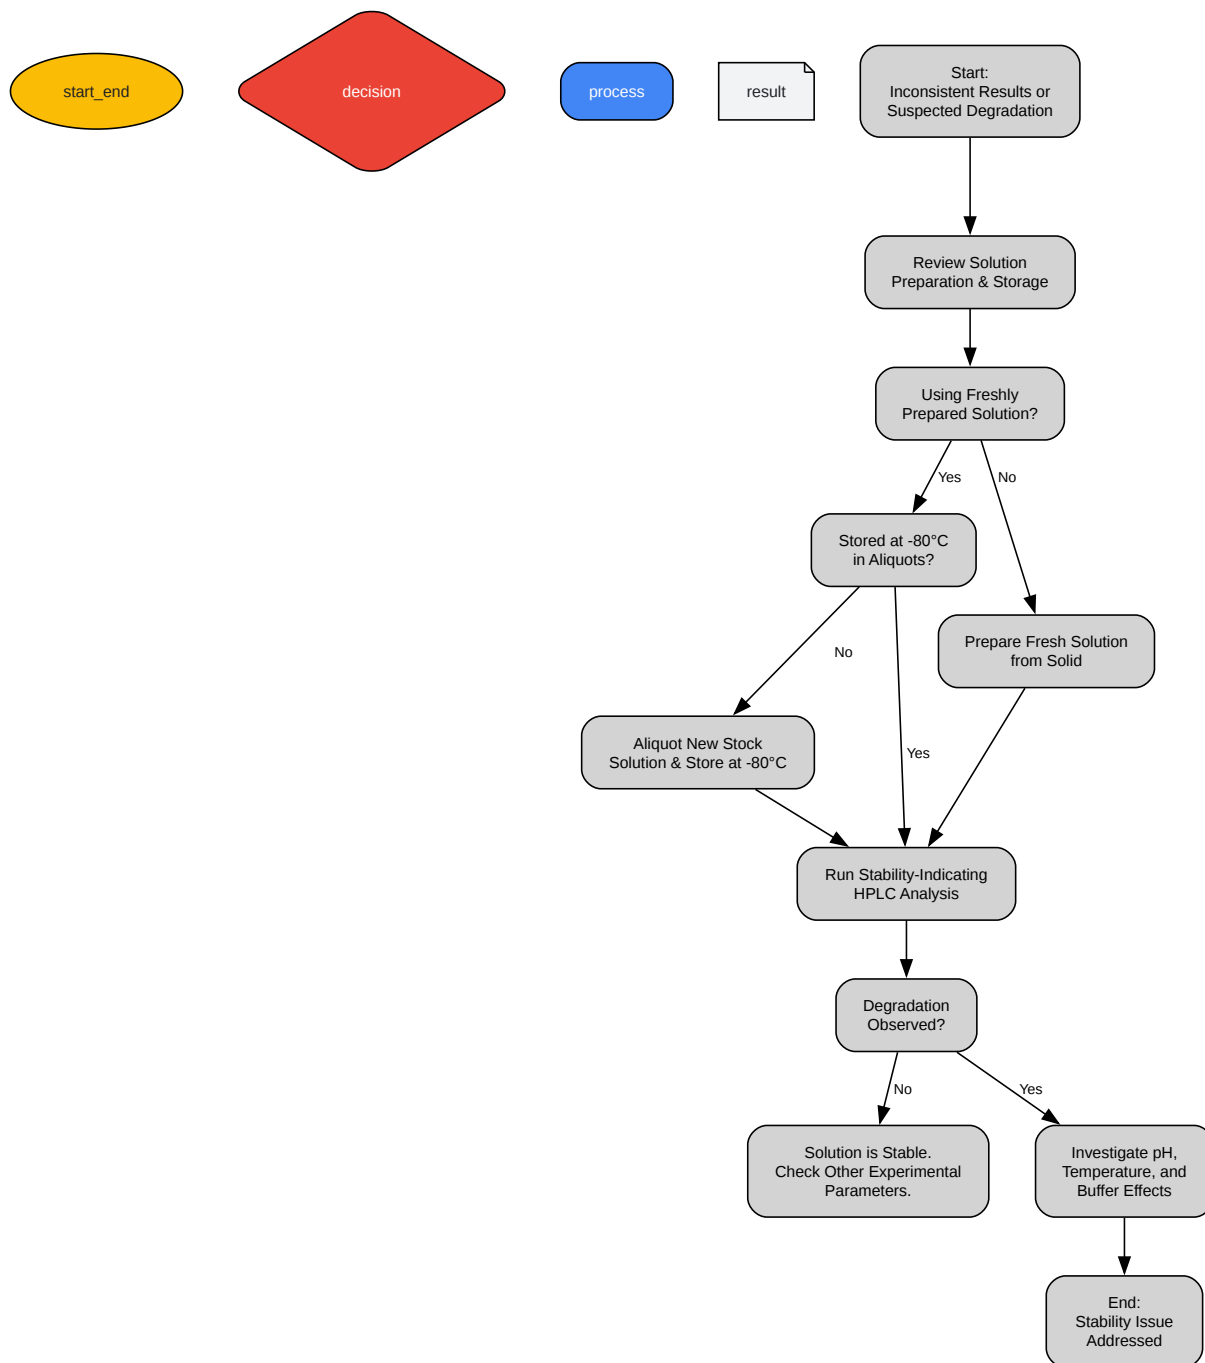 start_end
decision
process
result
Start:
Inconsistent Results or
Suspected Degradation
Review Solution
Preparation & Storage
Using Freshly
Prepared Solution?
Yes
No
Stored at -80°C
in Aliquots?
No
Prepare Fresh Solution
from Solid
Aliquot New Stock
Solution & Store at -80°C
Yes
Run Stability-Indicating
HPLC Analysis
Degradation
Observed?
No
Yes
Solution is Stable.
Check Other Experimental
Parameters.
Investigate pH,
Temperature, and
Buffer Effects
End:
Stability Issue
Addressed